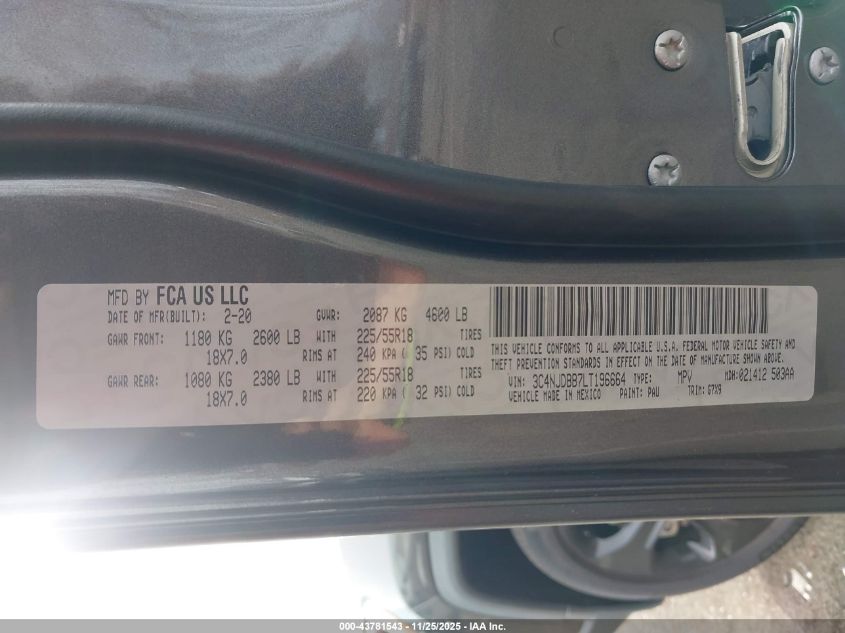 MFD BY FCA US LLC
DATE OF MFR(BUILT): 2-20 GVWR: 2087 KG 4600 LB
GAWR FRONT: 1180 KG 2600 LB WITH 225/55R18 TIRES
18X7.0 RIMS AT 240 KPA ( 35 PSI) COLD
GAWR REAR: 1080 KG 2380 LB WITH 225/55R18 TIRES
18X7.0 RIMS AT 220 KPA ( 32 PSI) COLD
THIS VEHICLE CONFORMS TO ALL APPLICABLE U.S.A. FEDERAL MOTOR VEHICLE SAFETY AND
THEFT PREVENTION STANDARDS IN EFFECT ON THE DATE OF MANUFACTURE SHOWN ABOVE.
VIN: 3C4NJDBB7LT196664 TYPE: MPV MDH: 021412 503AA
VEHICLE MADE IN MEXICO PAINT: PAU TRIM: G7X9
000-43781543 - 11/25/2025 - IAA Inc.